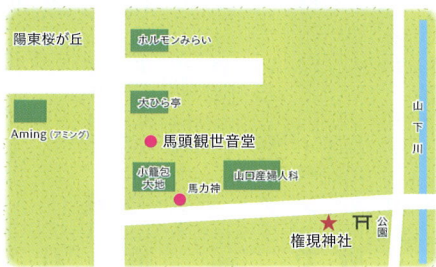 陽東桜が丘
ホルモンみらい
大ひら亭
Aming (アミング)
馬頭観世音堂
小籠包
大地
馬力神
山口産婦人科
山下川
権現神社
公園